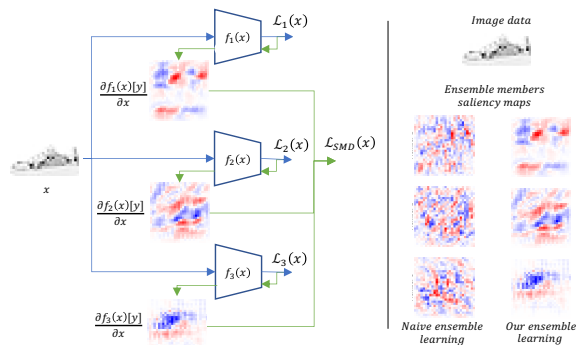 ℒ₁(x)
f₁(x)
∂f₁(x)[y]
∂x
ℒ₂(x)
f₂(x)
ℒ_SMD(x)
x
∂f₂(x)[y]
∂x
ℒ₃(x)
f₃(x)
∂f₃(x)[y]
∂x
Image data
Ensemble members
saliency maps
Naive ensemble
learning
Our ensemble
learning